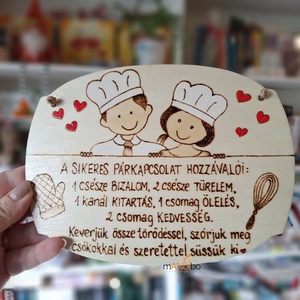 A SIKERES PÁRKAPCSOLAT HOZZÁVALÓI:
1 CSÉSZE BIZALOM, 2 CSÉSZE TÜRELEM,
1 KANÁL KITARTÁS, 1 CSOMAG ÖLELÉS,
2 CSOMAG KEDVESSÉG.
Keverjük össze törődéssel, szórjuk meg
csókokkal és szeretettel süssük ki